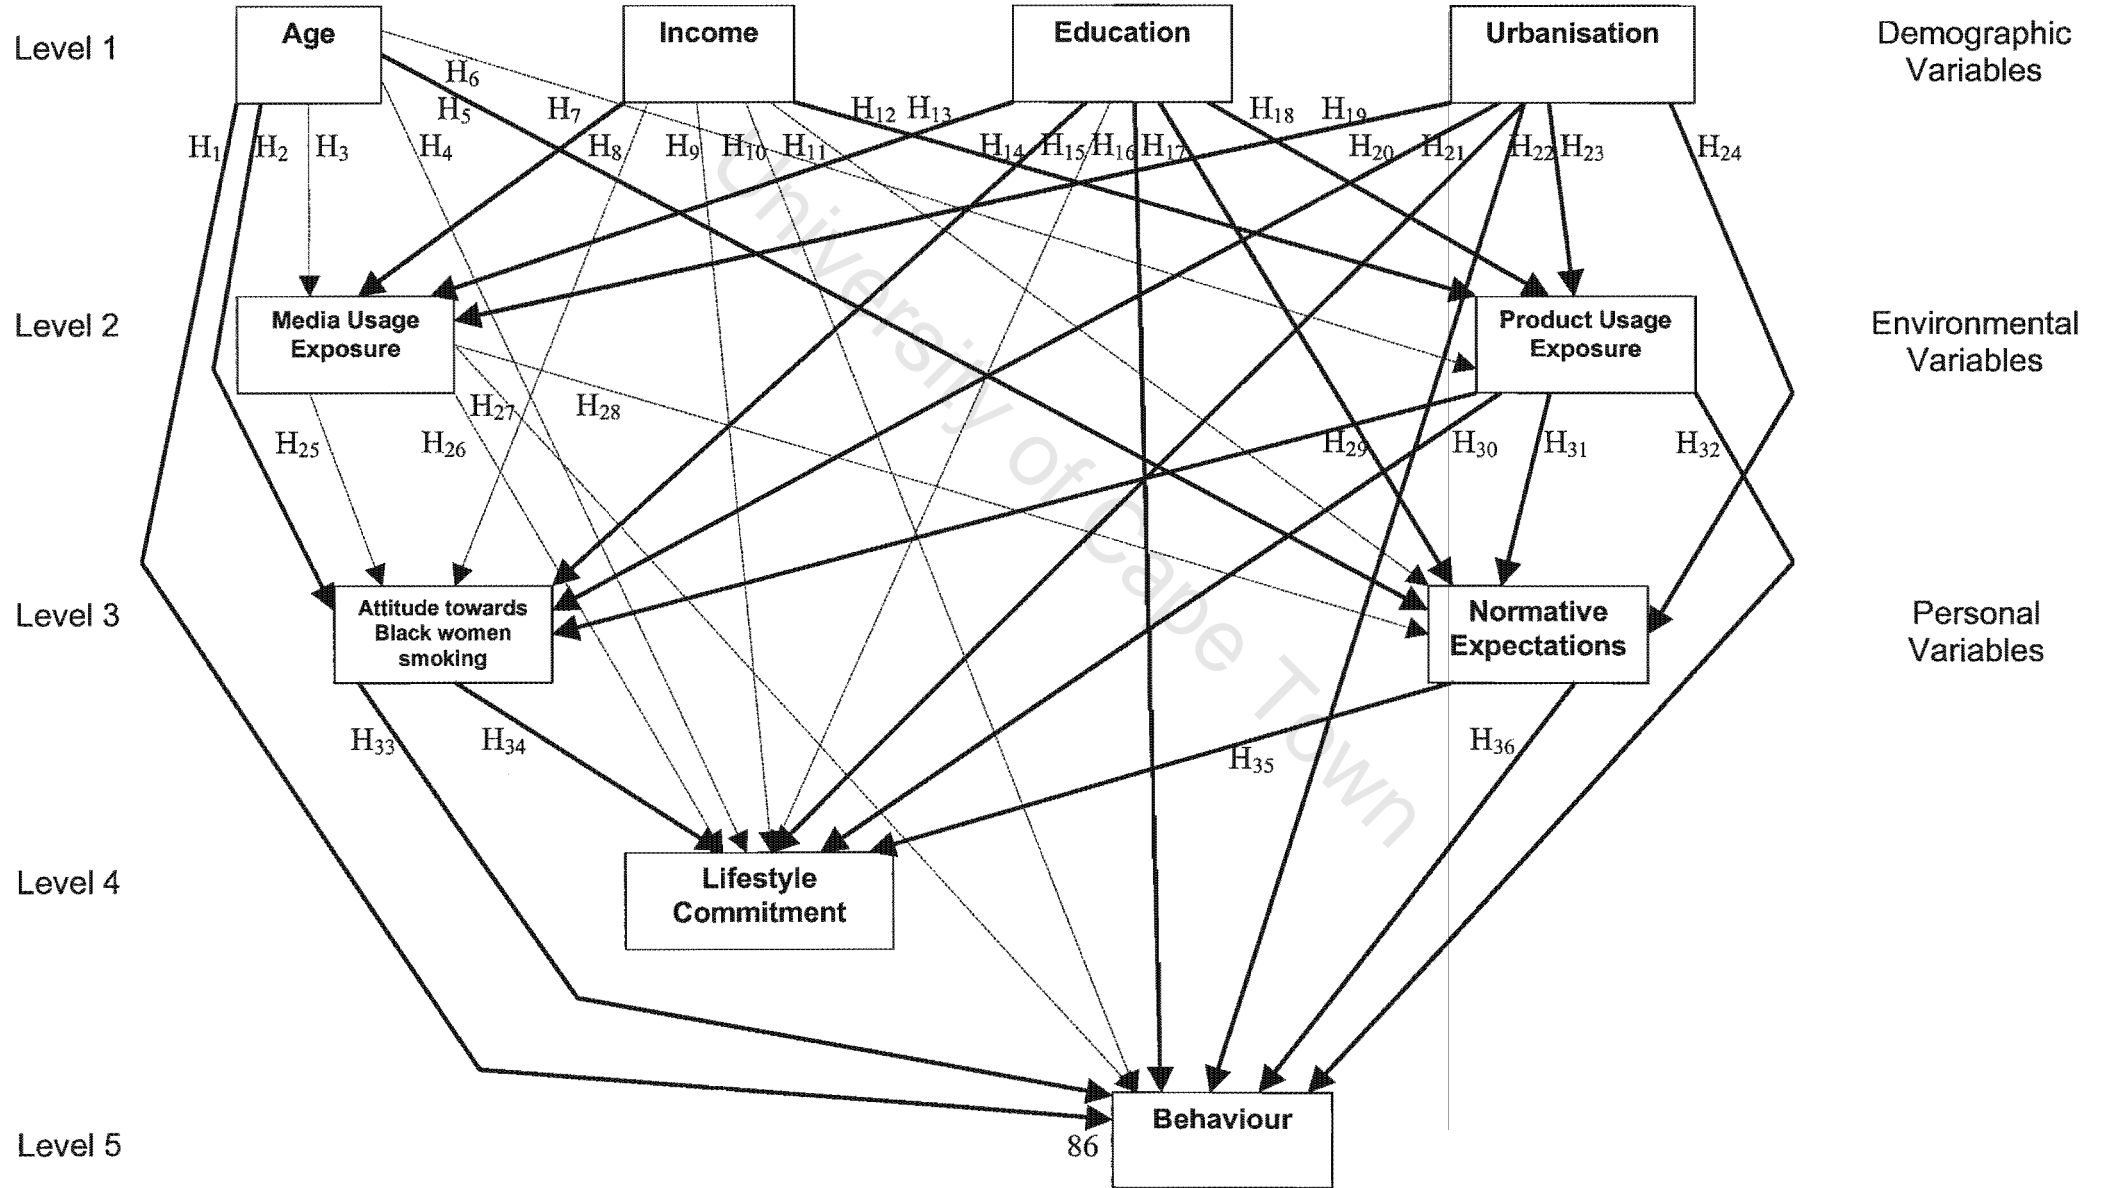 Level 1
Age
Income
Education
Urbanisation
Demographic
Variables
H6
H5
H7
H12 H13
H18
H19
H1
H2
H3
H4
H8
H9
H10
H11
H14
H15
H16
H17
H20
H21
H22
H23
H24
Level 2
Media Usage
Exposure
Product Usage
Exposure
Environmental
Variables
H27
H28
H25
H26
H29
H30
H31
H32
University of Cape Town
Level 3
Attitude towards
Black women
smoking
Normative
Expectations
Personal
Variables
H33
H34
H35
H36
Level 4
Lifestyle
Commitment
Level 5
86
Behaviour